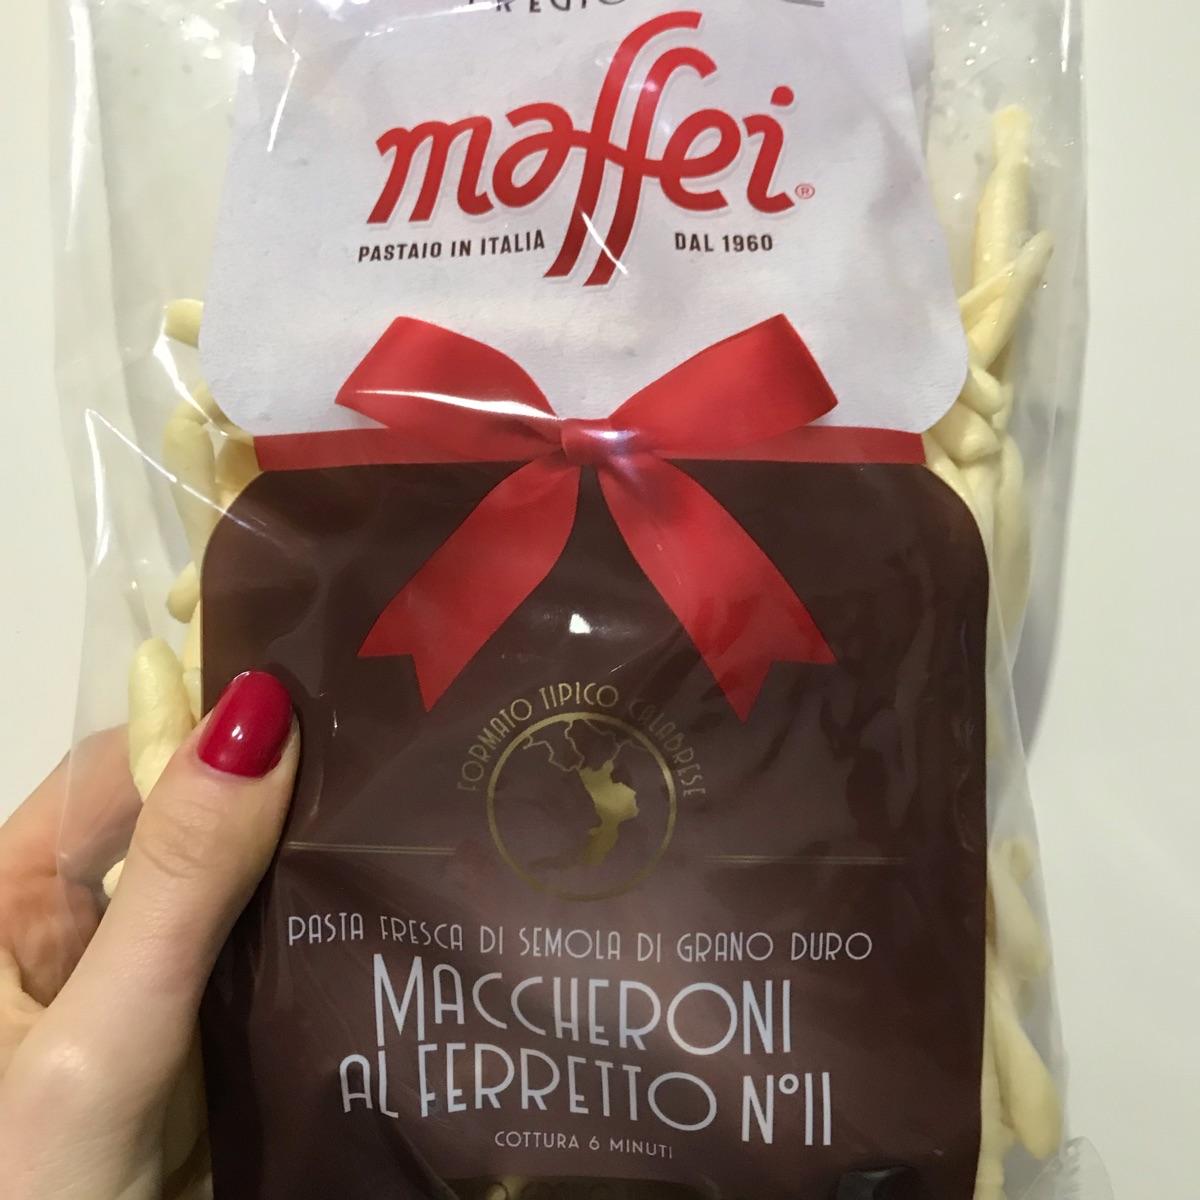 maffei®
PASTAIO IN ITALIA DAL 1960
FORMATO TIPICO CALABRESE
PASTA FRESCA DI SEMOLA DI GRANO DURO
MACCHERONI
AL FERRETTO N°11
COTTURA 6 MINUTI